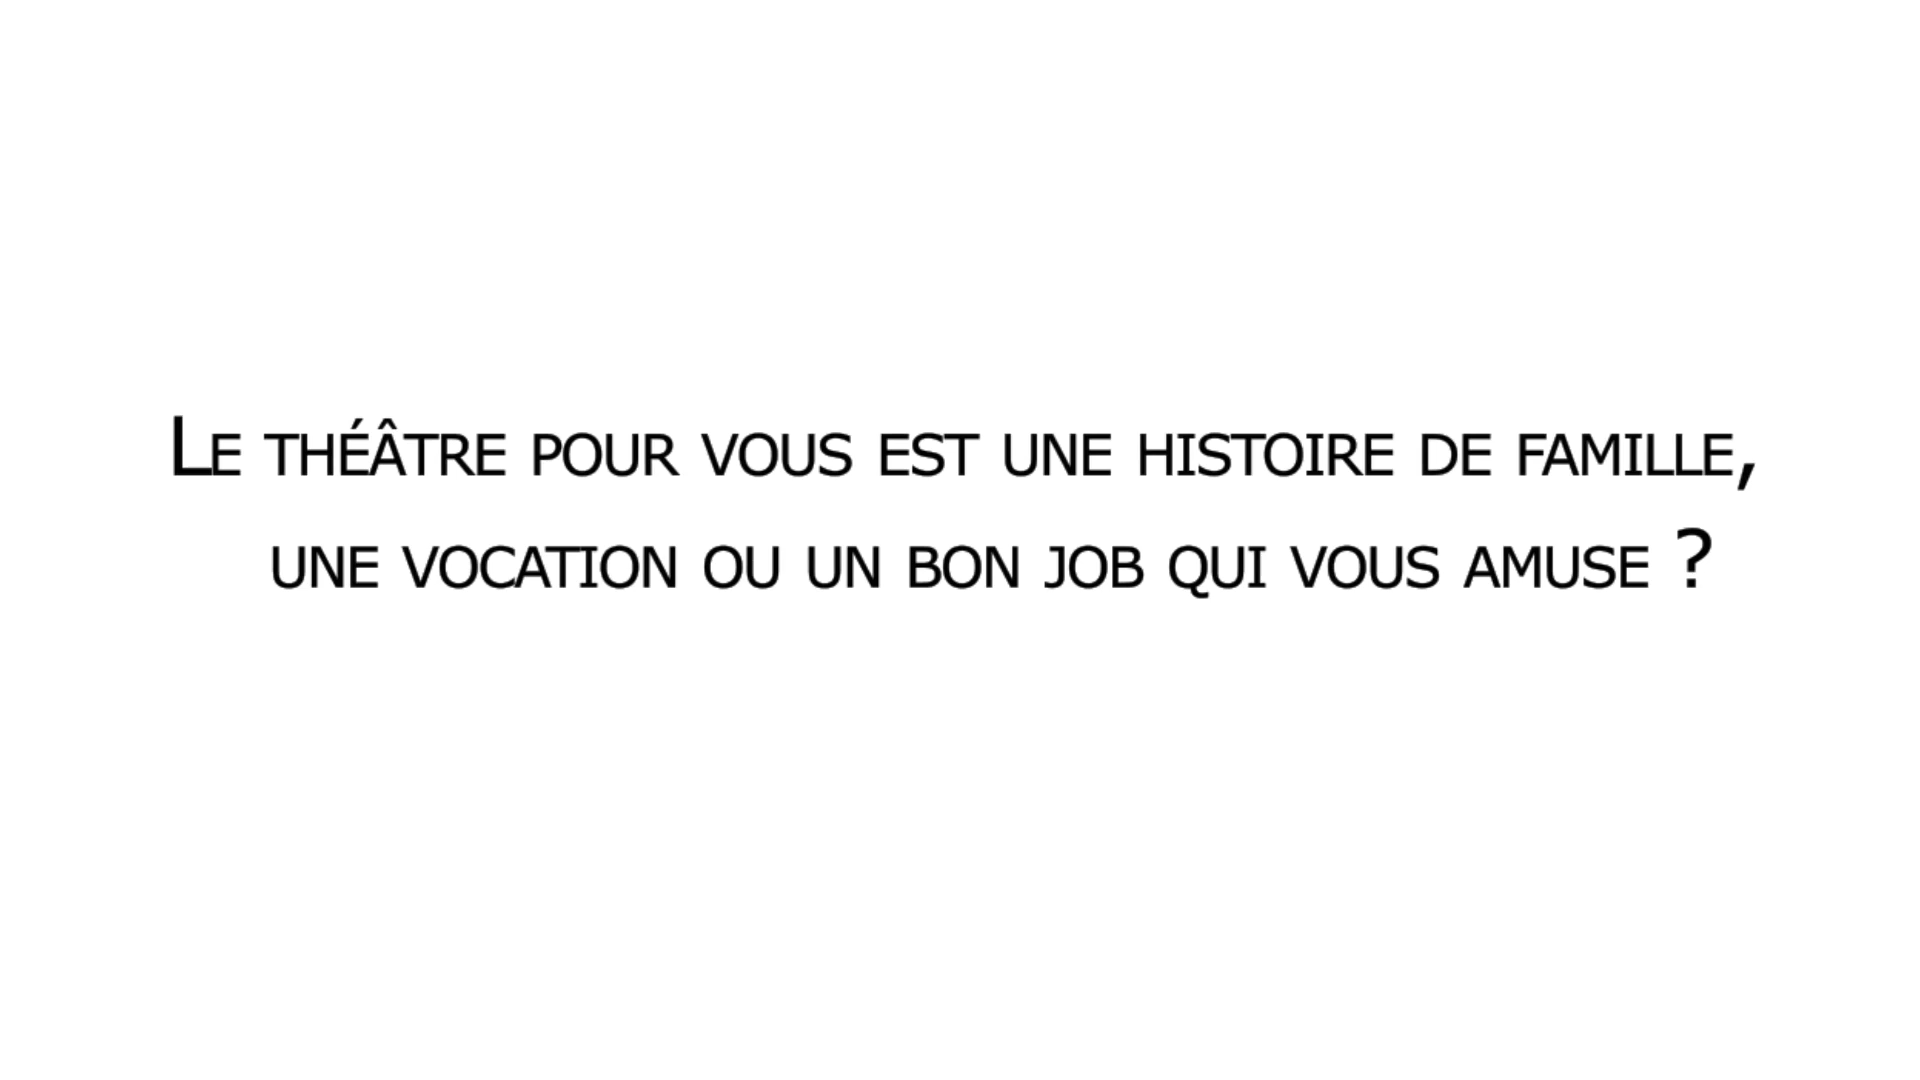 Le théâtre pour vous est une histoire de famille,
une vocation ou un bon job qui vous amuse ?